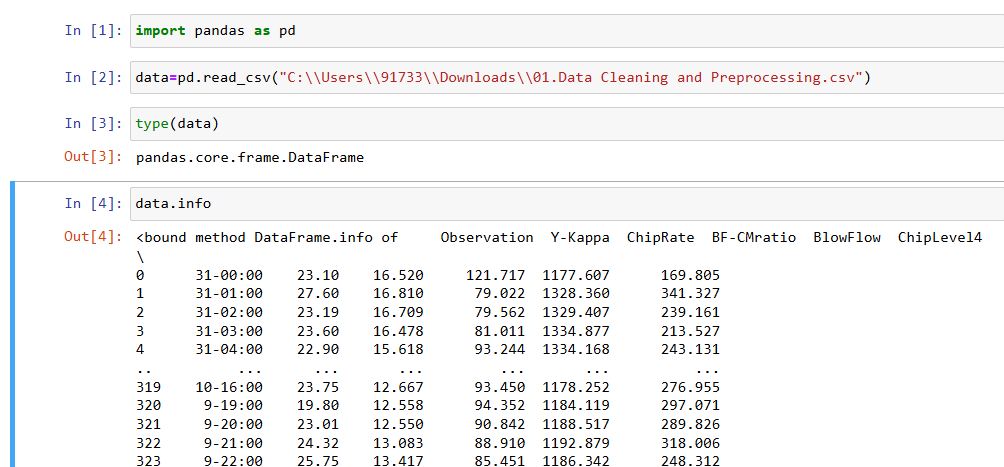 In [1]: import pandas as pd
In [2]: data=pd.read_csv("C:\\Users\\91733\\Downloads\\01.Data Cleaning and Preprocessing.csv")
In [3]: type(data)
Out[3]: pandas.core.frame.DataFrame
In [4]: data.info
Out[4]: <bound method DataFrame.info of     Observation  Y-Kappa  ChipRate  BF-CMratio  BlowFlow  ChipLevel4
\
0      31-00:00    23.10    16.520     121.717  1177.607      169.805
1      31-01:00    27.60    16.810      79.022  1328.360      341.327
2      31-02:00    23.19    16.709      79.562  1329.407      239.161
3      31-03:00    23.60    16.478      81.011  1334.877      213.527
4      31-04:00    22.90    15.618      93.244  1334.168      243.131
..          ...      ...       ...         ...       ...          ...
319    10-16:00    23.75    12.667      93.450  1178.252      276.955
320     9-19:00    19.80    12.558      94.352  1184.119      297.071
321     9-20:00    23.01    12.550      90.842  1188.517      289.826
322     9-21:00    24.32    13.083      88.910  1192.879      318.006
323     9-22:00    25.75    13.417      85.451  1186.342      248.312